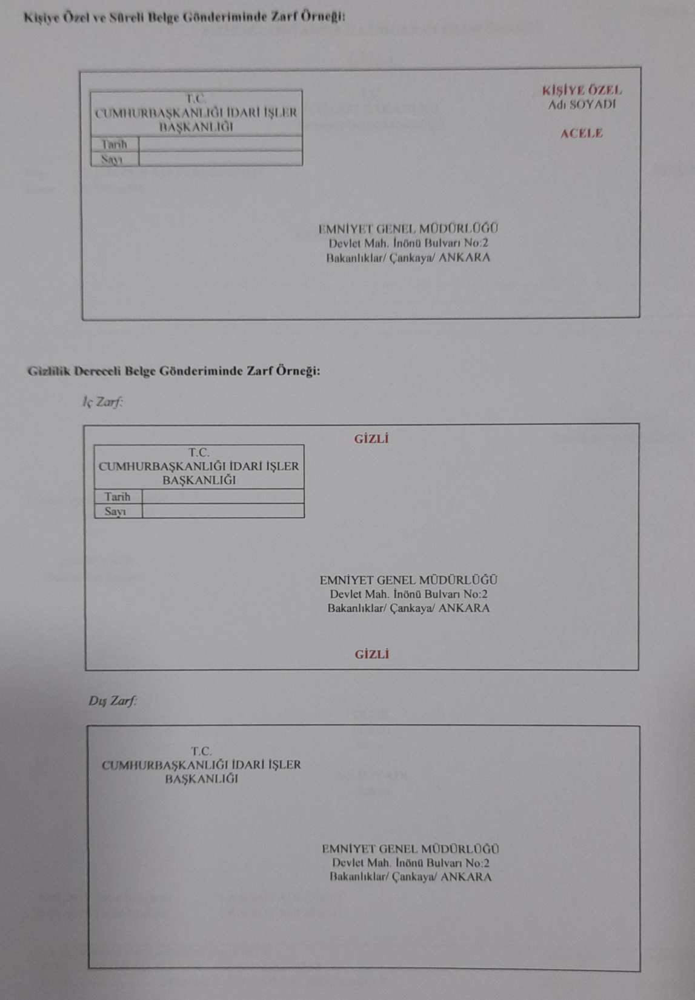 Kişiye Özel ve Süreli Belge Gönderiminde Zarf Örneği:
T.C.
CUMHURBAŞKANLIĞI İDARİ İŞLER
BAŞKANLIĞI
Tarih
Sayı
KİŞİYE ÖZEL
Adı SOYADI
ACELE
EMNİYET GENEL MÜDÜRLÜĞÜ
Devlet Mah. İnönü Bulvarı No:2
Bakanlıklar/ Çankaya/ ANKARA
Gizlilik Dereceli Belge Gönderiminde Zarf Örneği:
İç Zarf:
GİZLİ
T.C.
CUMHURBAŞKANLIĞI İDARİ İŞLER
BAŞKANLIĞI
Tarih
Sayı
EMNİYET GENEL MÜDÜRLÜĞÜ
Devlet Mah. İnönü Bulvarı No:2
Bakanlıklar/ Çankaya/ ANKARA
GİZLİ
Dış Zarf:
T.C.
CUMHURBAŞKANLIĞI İDARİ İŞLER
BAŞKANLIĞI
EMNİYET GENEL MÜDÜRLÜĞÜ
Devlet Mah. İnönü Bulvarı No:2
Bakanlıklar/ Çankaya/ ANKARA